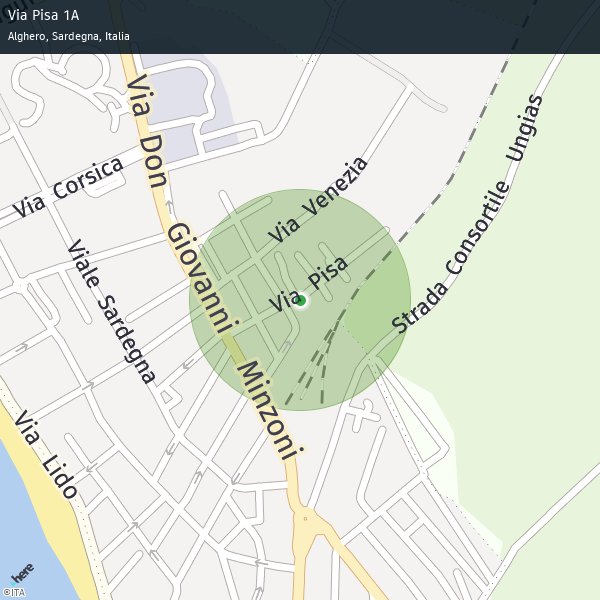 Via Pisa 1A
Alghero, Sardegna, Italia
Via Don Giovanni Minzoni
Via Corsica
Via Venezia
Strada Consortile Ungias
Viale Sardegna
Via Pisa
Via Lido
here
©ITA